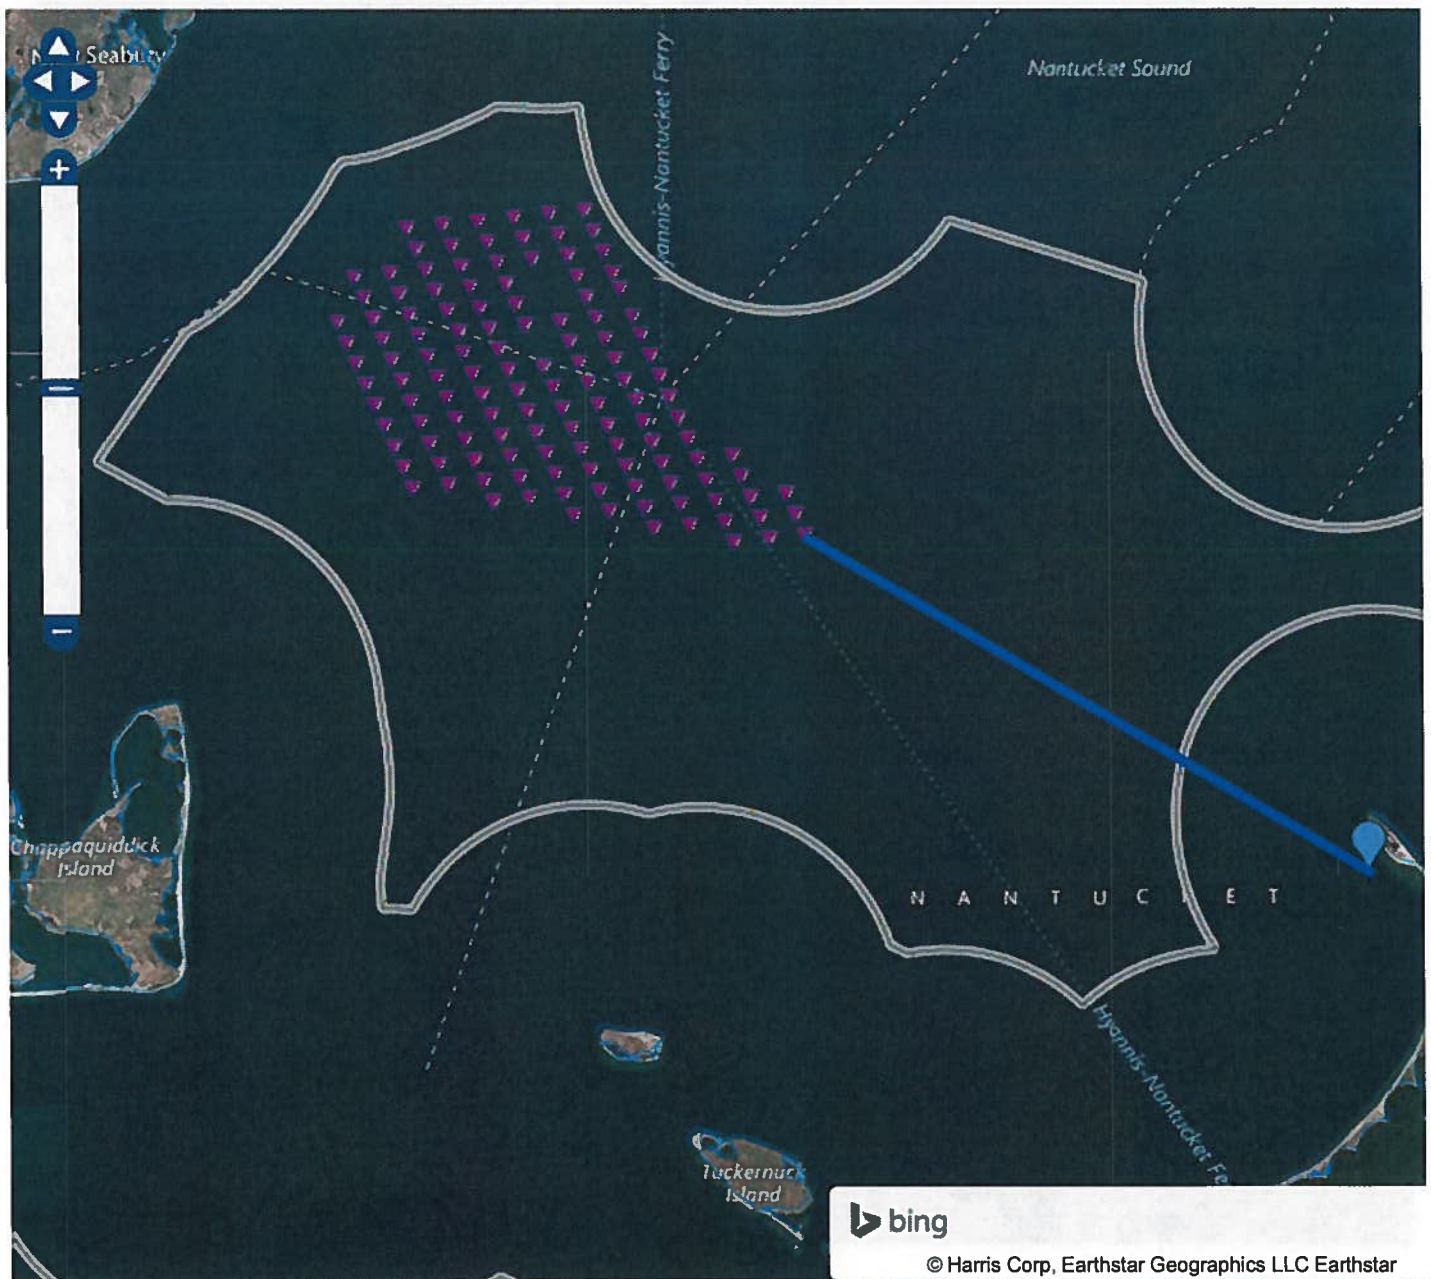 Seabury
Nantucket Sound
Hyannis-Nantucket Ferry
Chappaquiddick
Island
NANTUCKET
Hyannis-Nantucket Fe
Tuckernuck
Island
bing
© Harris Corp, Earthstar Geographics LLC Earthstar